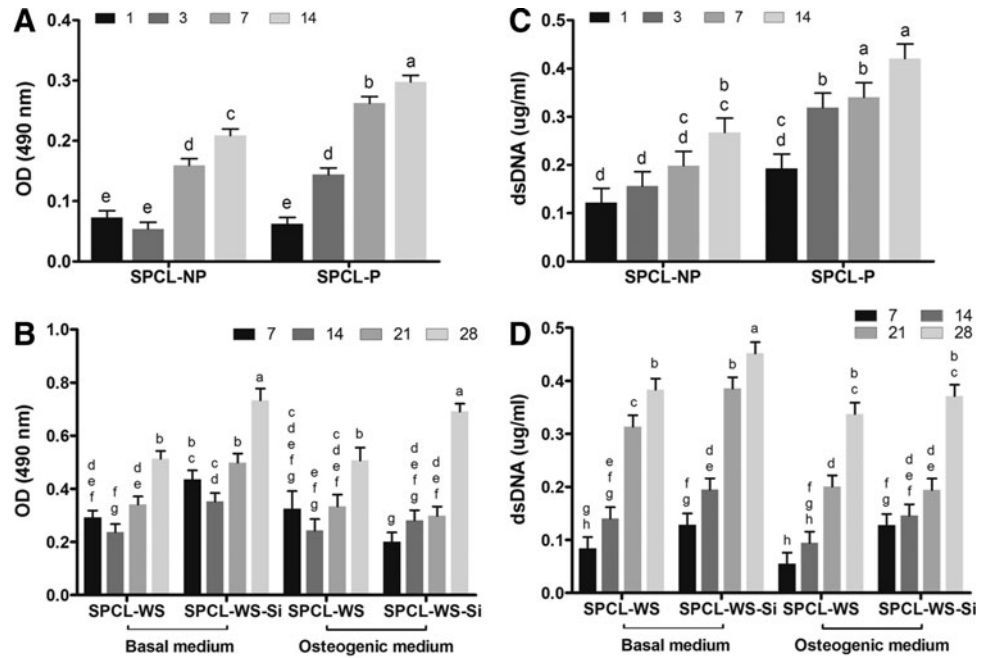 A
1 3 7 14
OD (490 nm)
0.4
0.3
0.2
0.1
0.0
e e d c
e d b a
SPCL-NP SPCL-P
C
1 3 7 14
dsDNA (ug/ml)
0.5
0.4
0.3
0.2
0.1
d
d
c
d
b
c
c
d
b
a
b
a
SPCL-NP SPCL-P
B
7 14 21 28
OD (490 nm)
1.0
0.8
0.6
0.4
0.2
0.0
d
e
f
f
g
d
e
b
b
c
c
d
b
a
c
d
e
f
g
e
f
g
c
d
e
f
b
g
d
e
f
g
d
e
f
a
SPCL-WS SPCL-WS-Si SPCL-WS SPCL-WS-Si
Basal medium Osteogenic medium
D
7 14
21 28
dsDNA (ug/ml)
0.5
0.4
0.3
0.2
0.1
0.0
g
h
e
f
g
c
b
f
g
d
e
b
a
h
f
g
h
d
b
c
f
g
d
e
f
d
e
b
c
SPCL-WS SPCL-WS-Si SPCL-WS SPCL-WS-Si
Basal medium Osteogenic medium